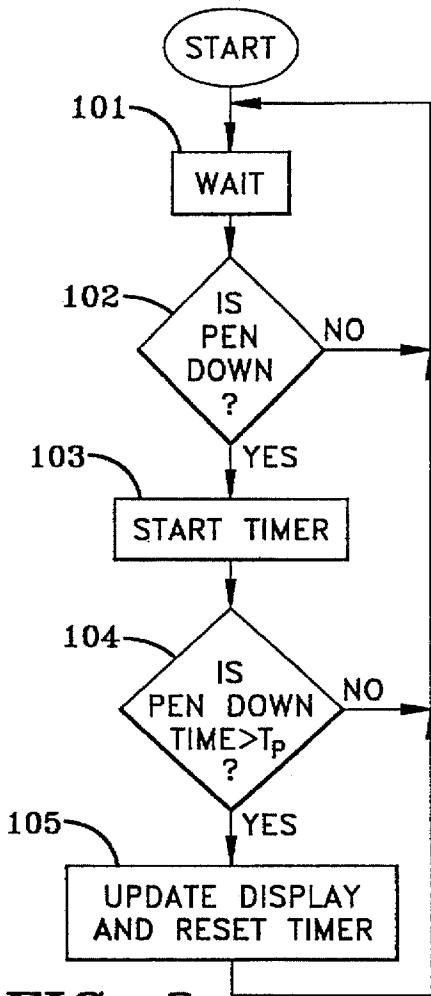 START
101
WAIT
102
IS
PEN
DOWN
?
NO
YES
103
START TIMER
104
IS
PEN DOWN
TIME>TP
?
NO
YES
105
UPDATE DISPLAY
AND RESET TIMER